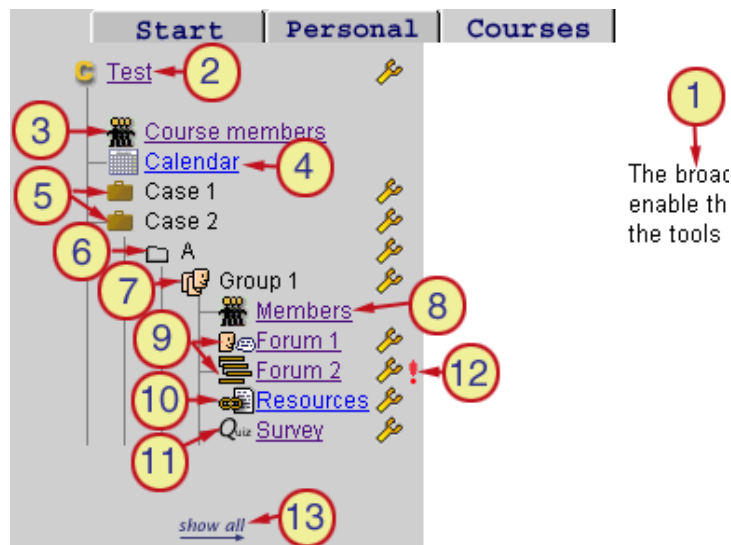 Start Personal Courses
C Test 2
1
3 Course members
4 Calendar
The broad
5 Case 1
enable th
Case 2
the tools
6 A
7 Group 1
Members 8
9 Forum 1
Forum 2 12
10 Resources
11 Quiz Survey
show all 13